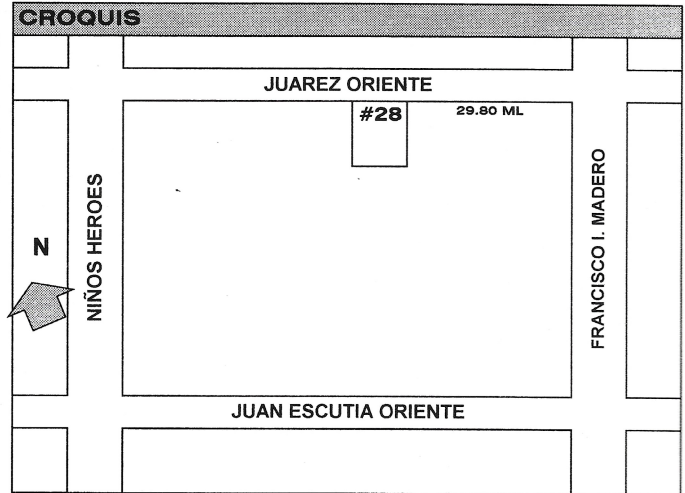 CROQUIS
JUAREZ ORIENTE
#28
29.80 ML
NIÑOS HEROES
FRANCISCO I. MADERO
N
JUAN ESCUTIA ORIENTE